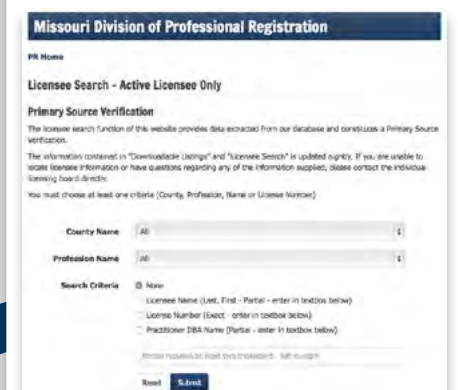 Missouri Division of Professional Registration
PR Home
Licensee Search - Active Licensee Only
Primary Source Verification
The licensee search function of this website provides data extracted from our database and constitutes a Primary Source
Verification.
The information contained in "Downloadable Listings" and "Licensee Search" is updated nightly. If you are unable to
locate licensee information or have questions regarding any of the information supplied, please contact the individual
licensing board directly.
You must choose at least one criteria (County, Profession, Name or License Number)
County Name All
Profession Name All
Search Criteria None
Licensee Name (Last, First - Partial - enter in textbox below)
License Number (Exact - enter in textbox below)
Practitioner DBA Name (Partial - enter in textbox below)
Reset Submit